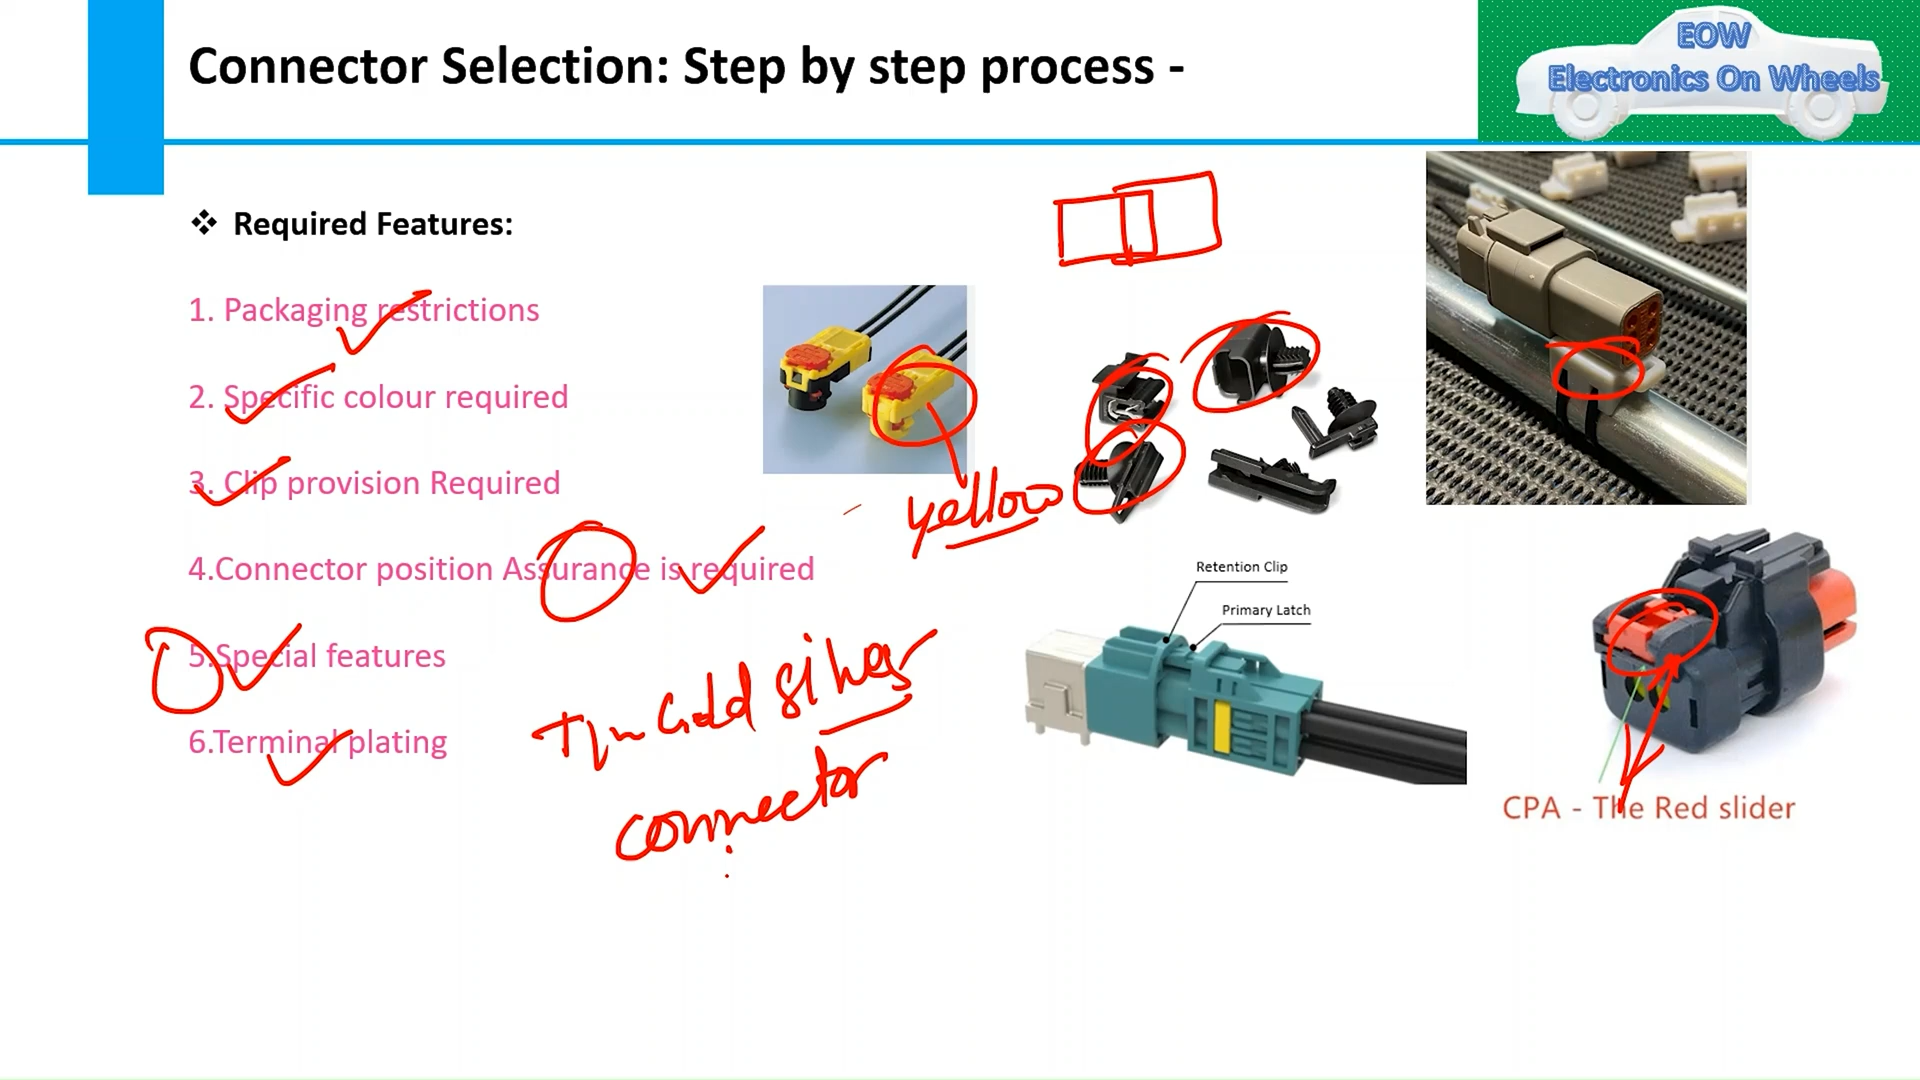 Connector Selection: Step by step process -
EOW
Electronics On Wheels
❖ Required Features:
1. Packaging restrictions
2. Specific colour required
3. Clip provision Required
yellow
4.Connector position Assurance is required
Retention Clip
Primary Latch
5.Special features
Gold silver
6.Terminal plating
connector
CPA - The Red slider